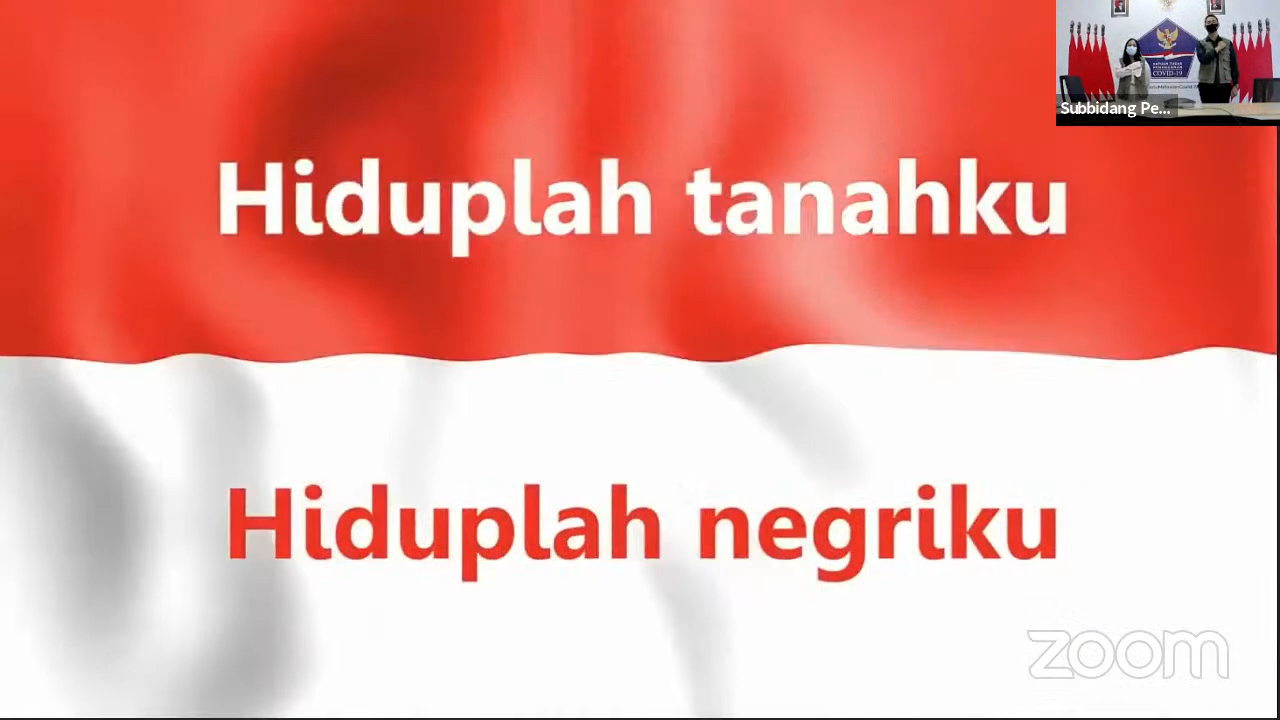 Hiduplah tanahku
Hiduplah negriku
Subbidang Pe...
COVID-19
zoom